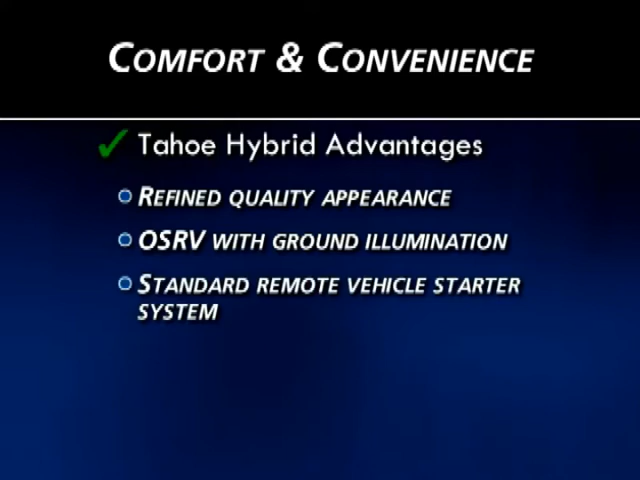 COMFORT & CONVENIENCE
Tahoe Hybrid Advantages
REFINED QUALITY APPEARANCE
OSRV WITH GROUND ILLUMINATION
STANDARD REMOTE VEHICLE STARTER
SYSTEM